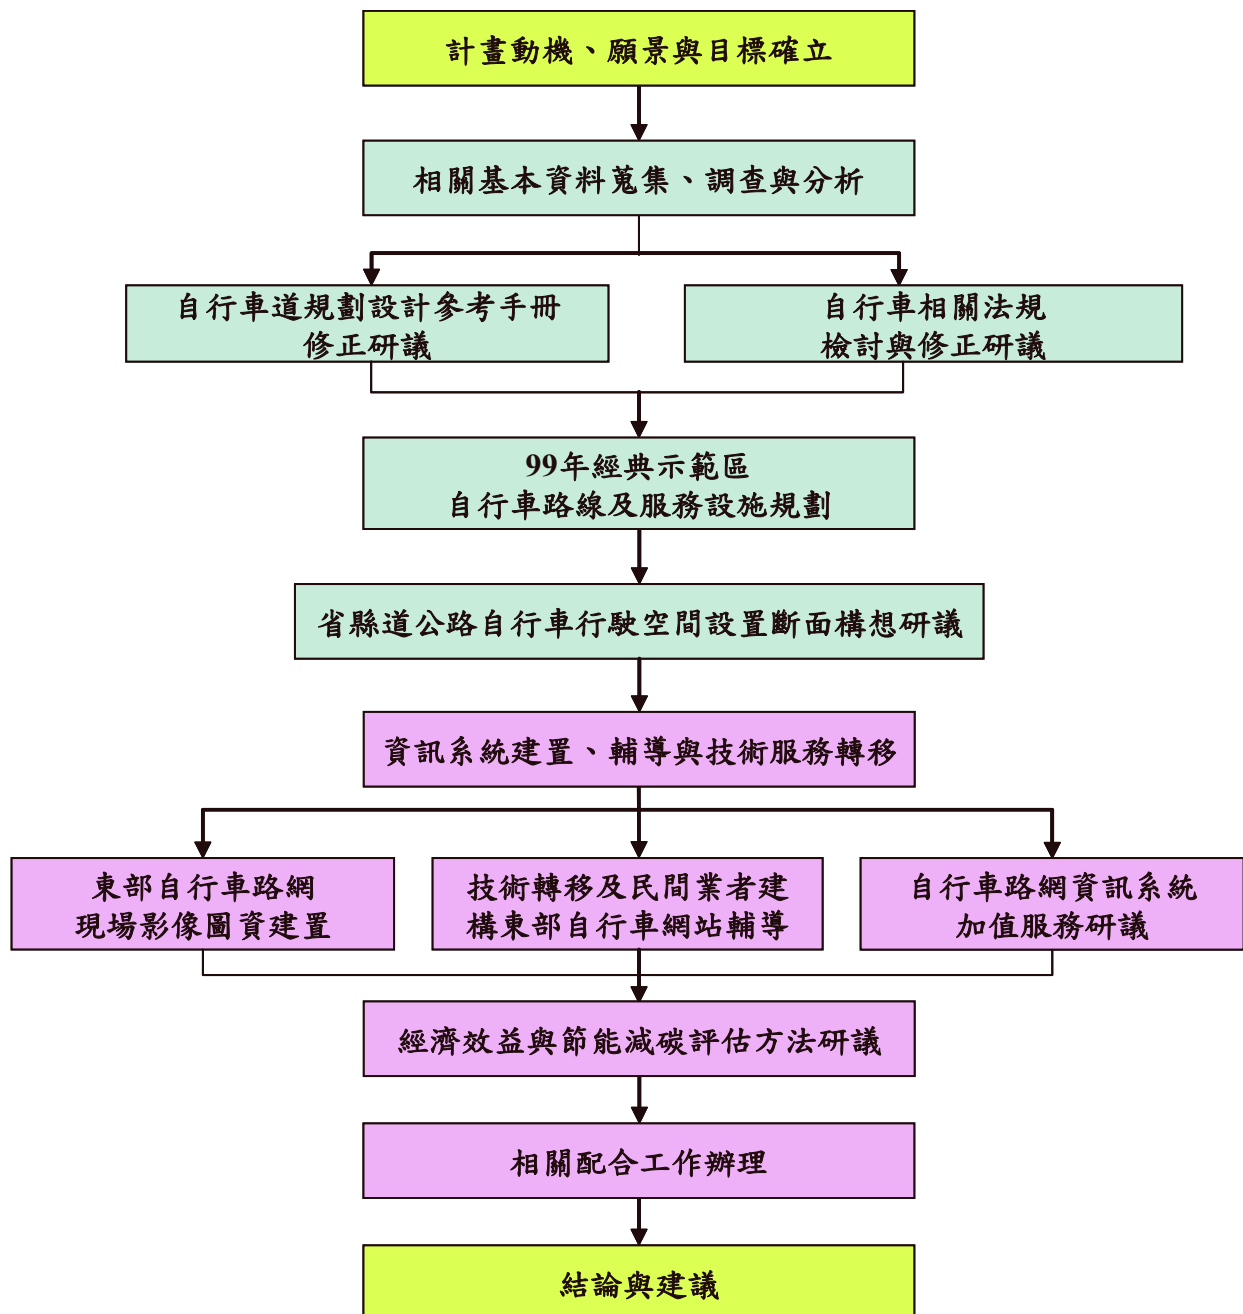 計畫動機、願景與目標確立
相關基本資料蒐集、調查與分析
自行車道規劃設計參考手冊
修正研議
自行車相關法規
檢討與修正研議
99年經典示範區
自行車路線及服務設施規劃
省縣道公路自行車行駛空間設置斷面構想研議
資訊系統建置、輔導與技術服務轉移
東部自行車路網
現場影像圖資建置
技術轉移及民間業者建
構東部自行車網站輔導
自行車路網資訊系統
加值服務研議
經濟效益與節能減碳評估方法研議
相關配合工作辦理
結論與建議